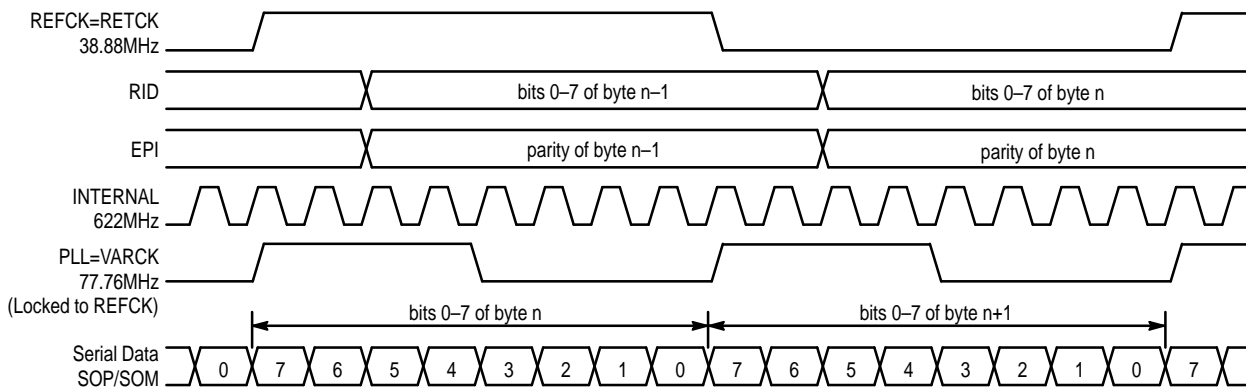 REFCK=RETCK
38.88MHz
RID
bits 0–7 of byte n–1
bits 0–7 of byte n
EPI
parity of byte n–1
parity of byte n
INTERNAL
622MHz
PLL=VARCK
77.76MHz
(Locked to REFCK)
bits 0–7 of byte n
bits 0–7 of byte n+1
Serial Data
SOP/SOM
0 7 6 5 4 3 2 1 0 7 6 5 4 3 2 1 0 7